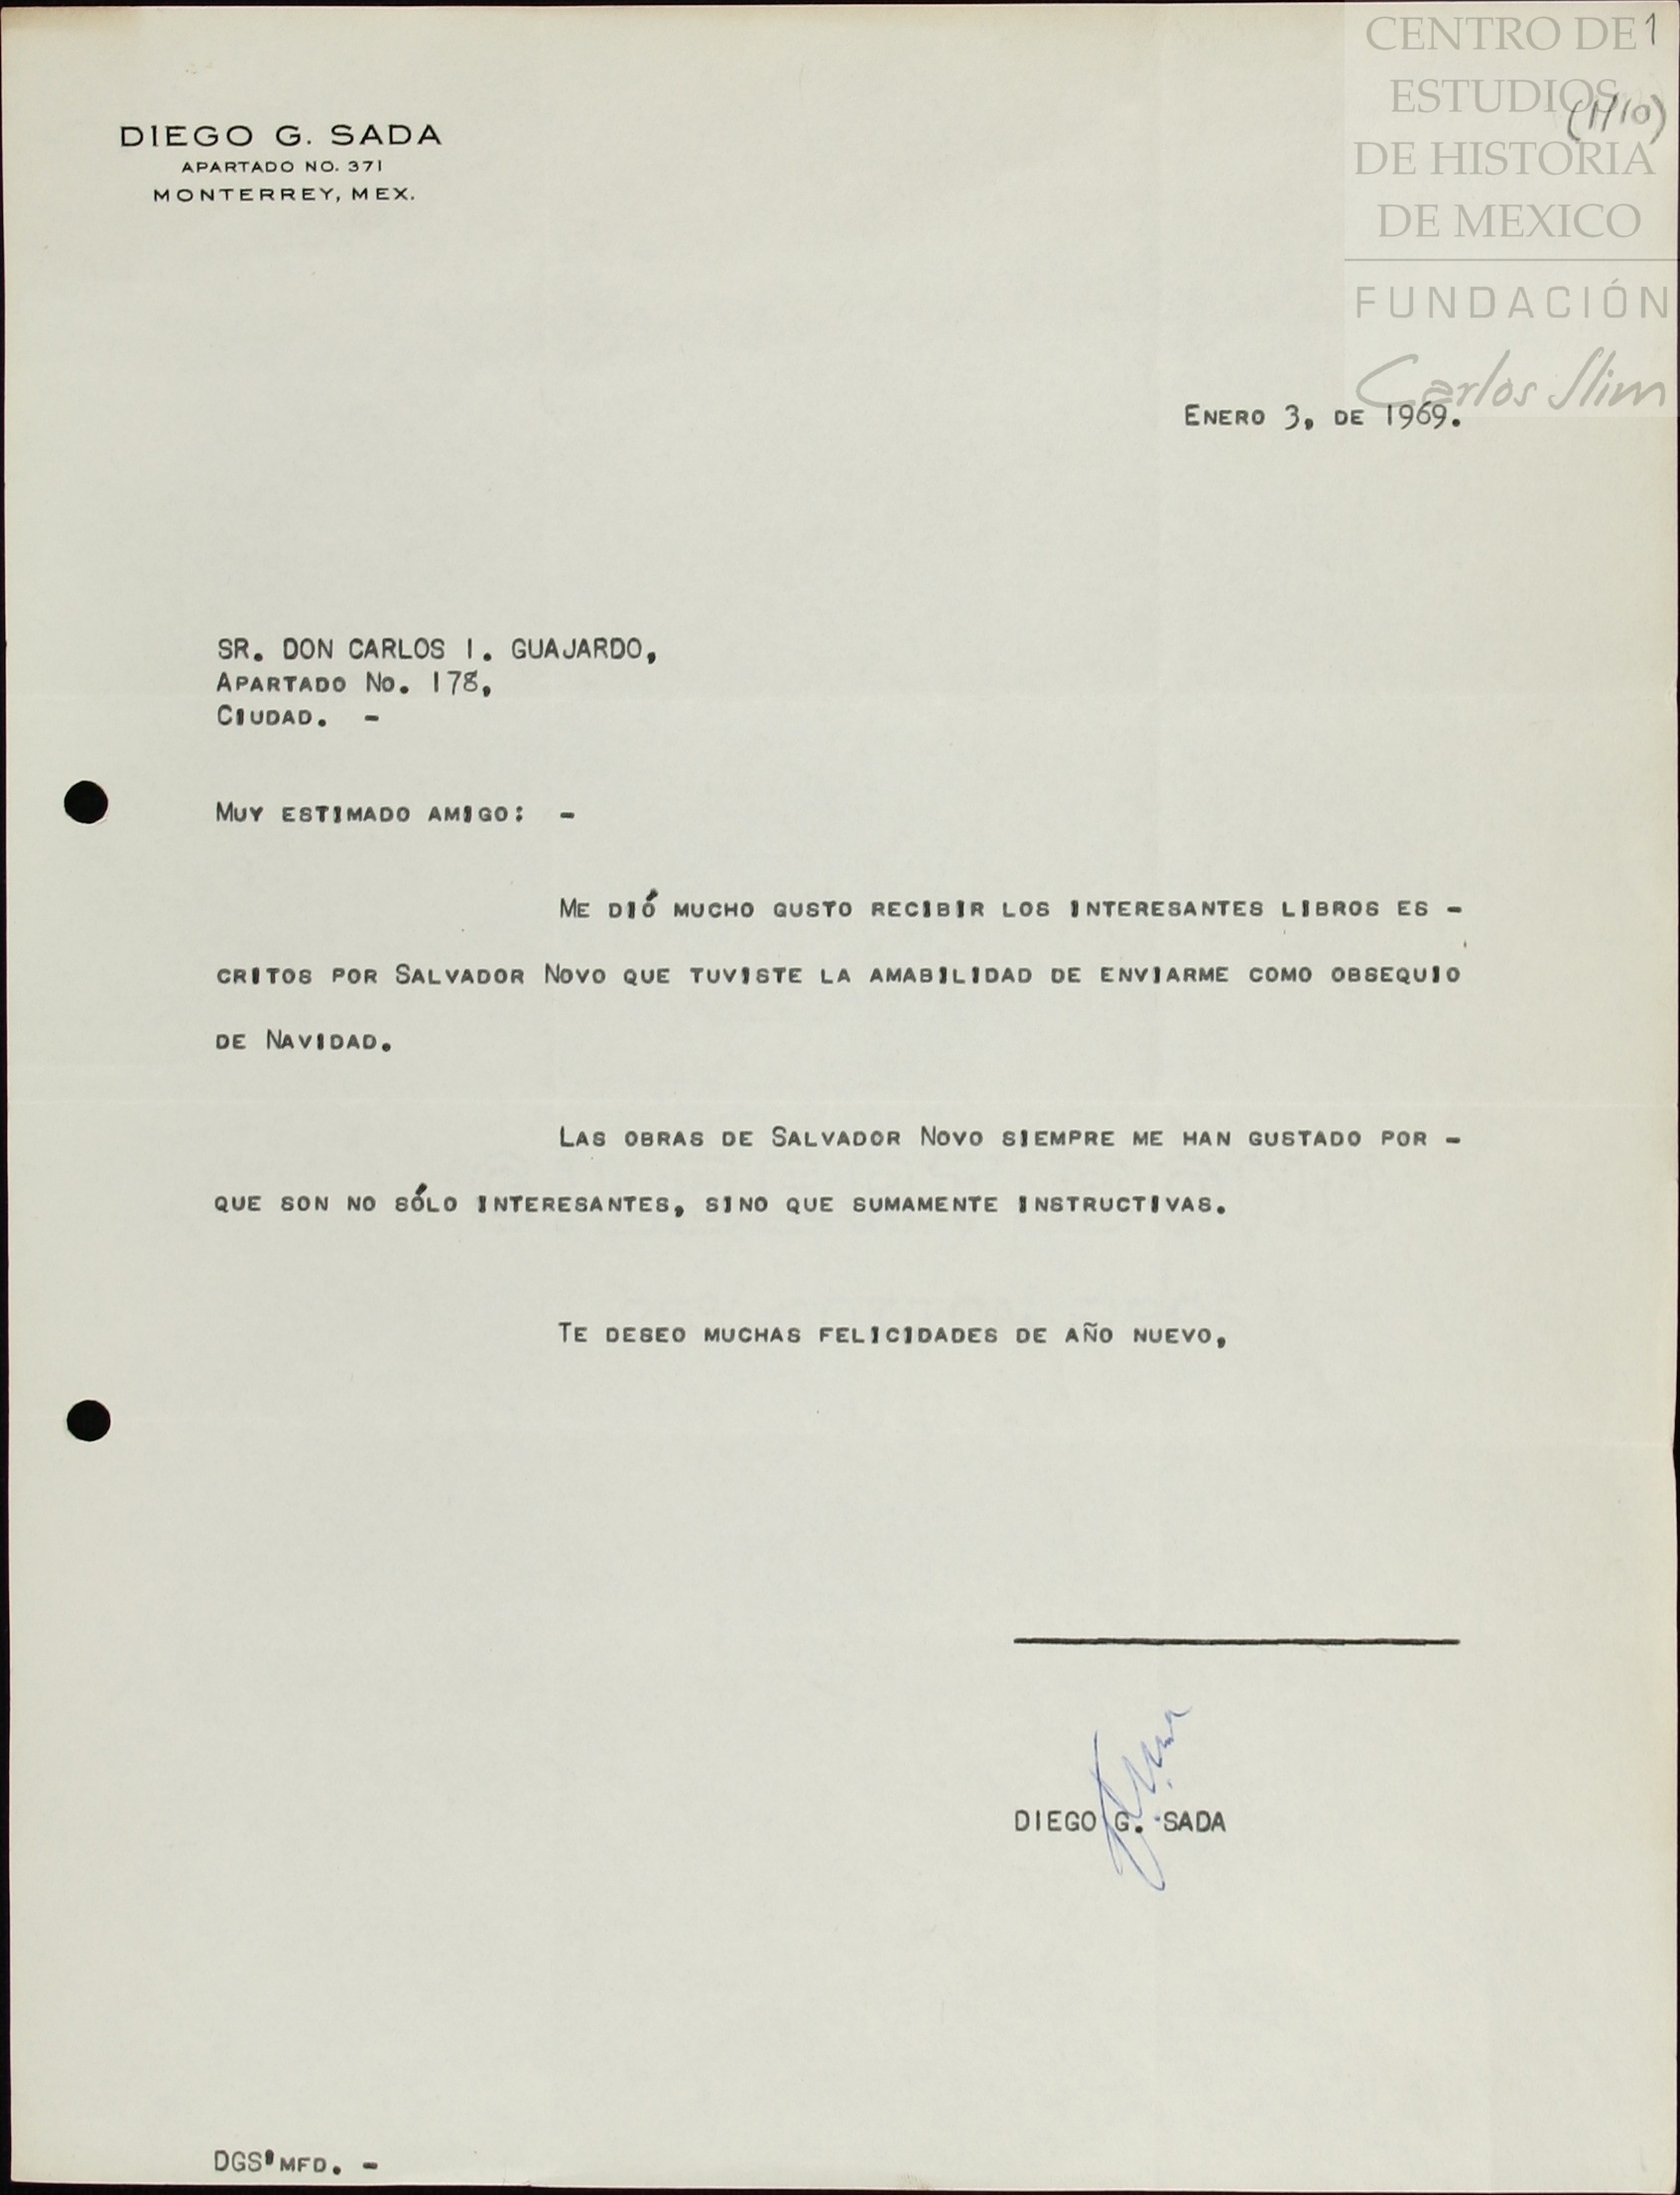 CENTRO DE
ESTUDIOS
DE HISTORIA
DE MEXICO
FUNDACIÓN
Carlos Slim
1
(1/10)
DIEGO G. SADA
APARTADO NO. 371
MONTERREY, MEX.
ENERO 3, DE 1969.
SR. DON CARLOS I. GUAJARDO,
APARTADO NO. 178,
CIUDAD. -
MUY ESTIMADO AMIGO: -
ME DIÓ MUCHO GUSTO RECIBIR LOS INTERESANTES LIBROS ES -
CRITOS POR SALVADOR NOVO QUE TUVISTE LA AMABILIDAD DE ENVIARME COMO OBSEQUIO
DE NAVIDAD.
LAS OBRAS DE SALVADOR NOVO SIEMPRE ME HAN GUSTADO POR -
QUE SON NO SÓLO INTERESANTES, SINO QUE SUMAMENTE INSTRUCTIVAS.
TE DESEO MUCHAS FELICIDADES DE AÑO NUEVO,
DIEGO G. SADA
DGS'MFD. -